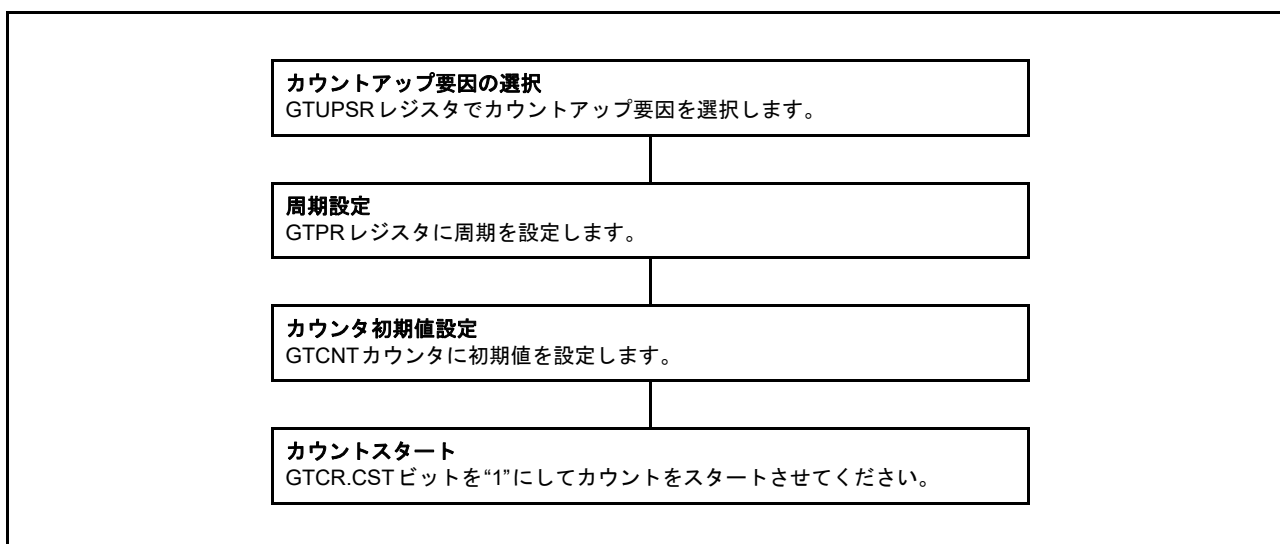 カウントアップ要因の選択
GTUPSRレジスタでカウントアップ要因を選択します。
周期設定
GTPRレジスタに周期を設定します。
カウンタ初期値設定
GTCNTカウンタに初期値を設定します。
カウントスタート
GTCR.CSTビットを“1”にしてカウントをスタートさせてください。